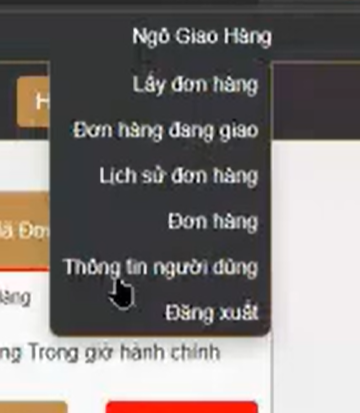 Ngô Giao Hàng
Lấy đơn hàng
Đơn hàng đang giao
Lịch sử đơn hàng
Đơn hàng
Thông tin người dùng
Đăng xuất
ng Trong giờ hành chính